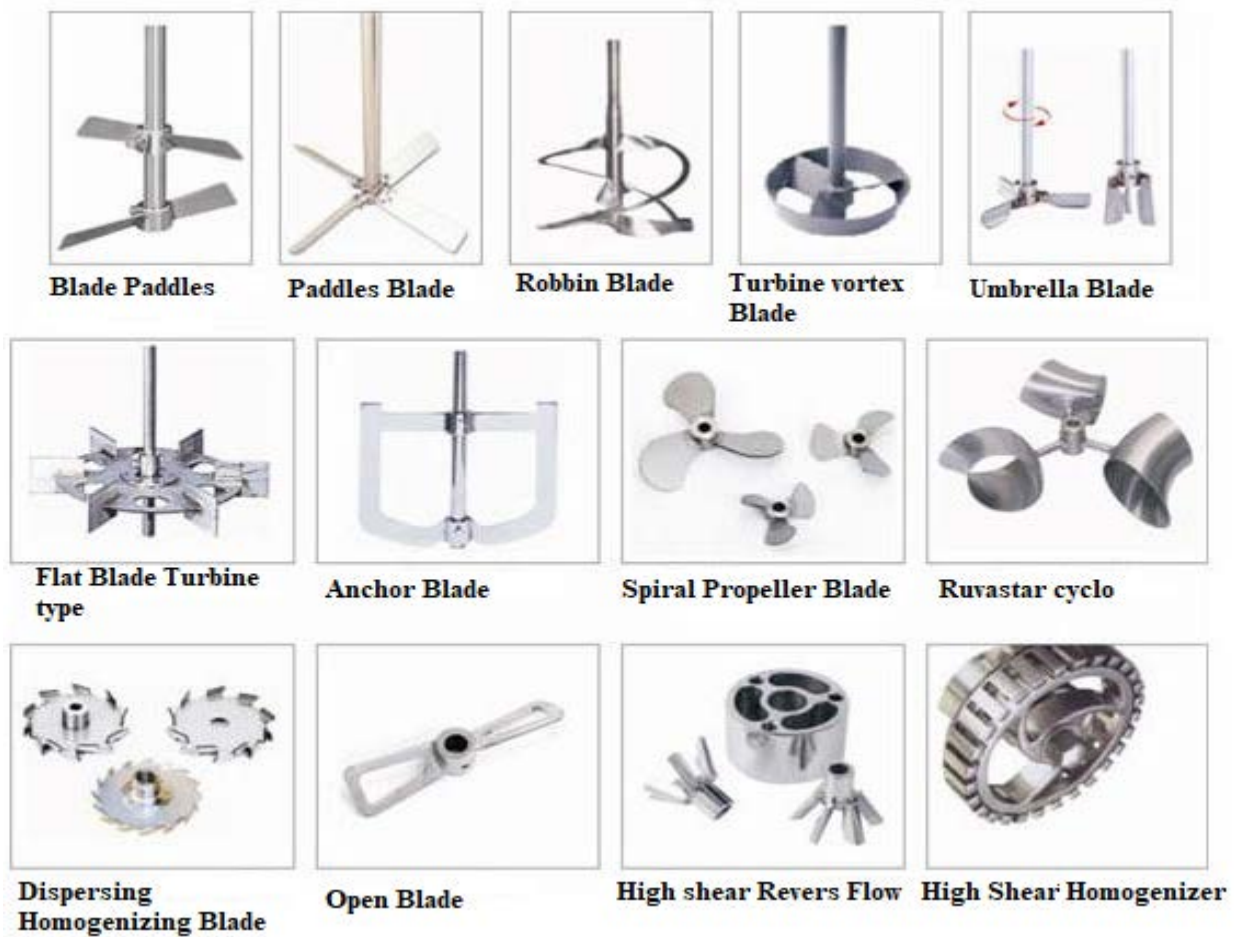 Blade Paddles
Paddles Blade
Robbin Blade
Turbine vortex
Blade
Umbrella Blade
Flat Blade Turbine
type
Anchor Blade
Spiral Propeller Blade
Ruvastar cyclo
Dispersing
Homogenizing Blade
Open Blade
High shear Revers Flow
High Shear Homogenizer